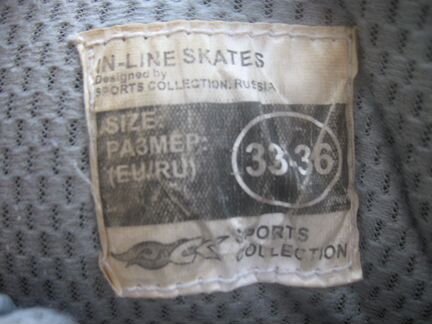 IN-LINE SKATES
Designed by
SPORTS COLLECTION, RUSSIA
SIZE:
РАЗМЕР:
(EU/RU)
33-36
SPORTS
COLLECTION